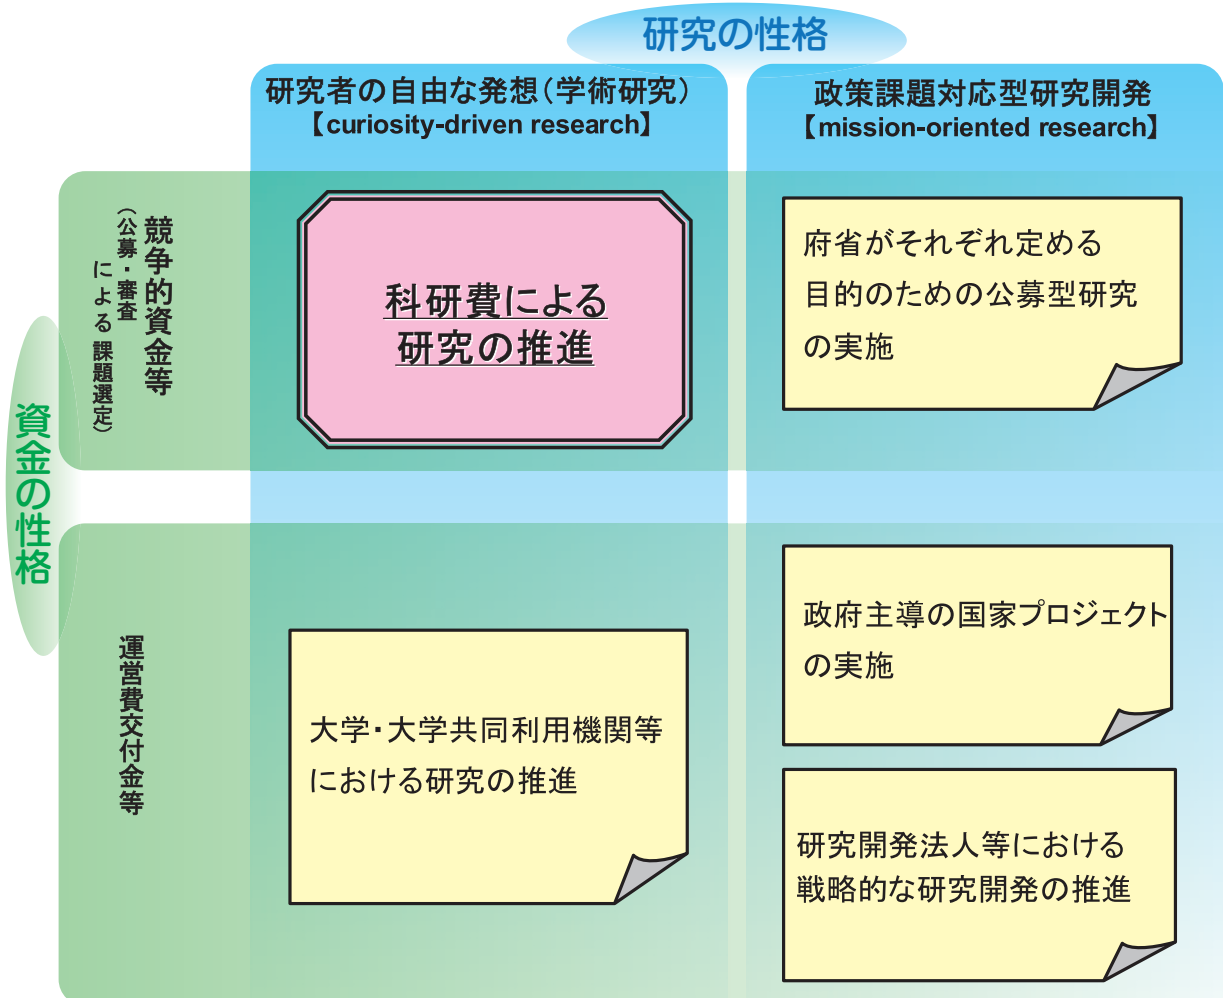 研究の性格
研究者の自由な発想(学術研究)
【curiosity-driven research】
政策課題対応型研究開発
【mission-oriented research】
資金の性格
競争的資金等
(公募・審査
による課題選定)
科研費による
研究の推進
府省がそれぞれ定める
目的のための公募型研究
の実施
運営費交付金等
大学・大学共同利用機関等
における研究の推進
政府主導の国家プロジェクト
の実施
研究開発法人等における
戦略的な研究開発の推進